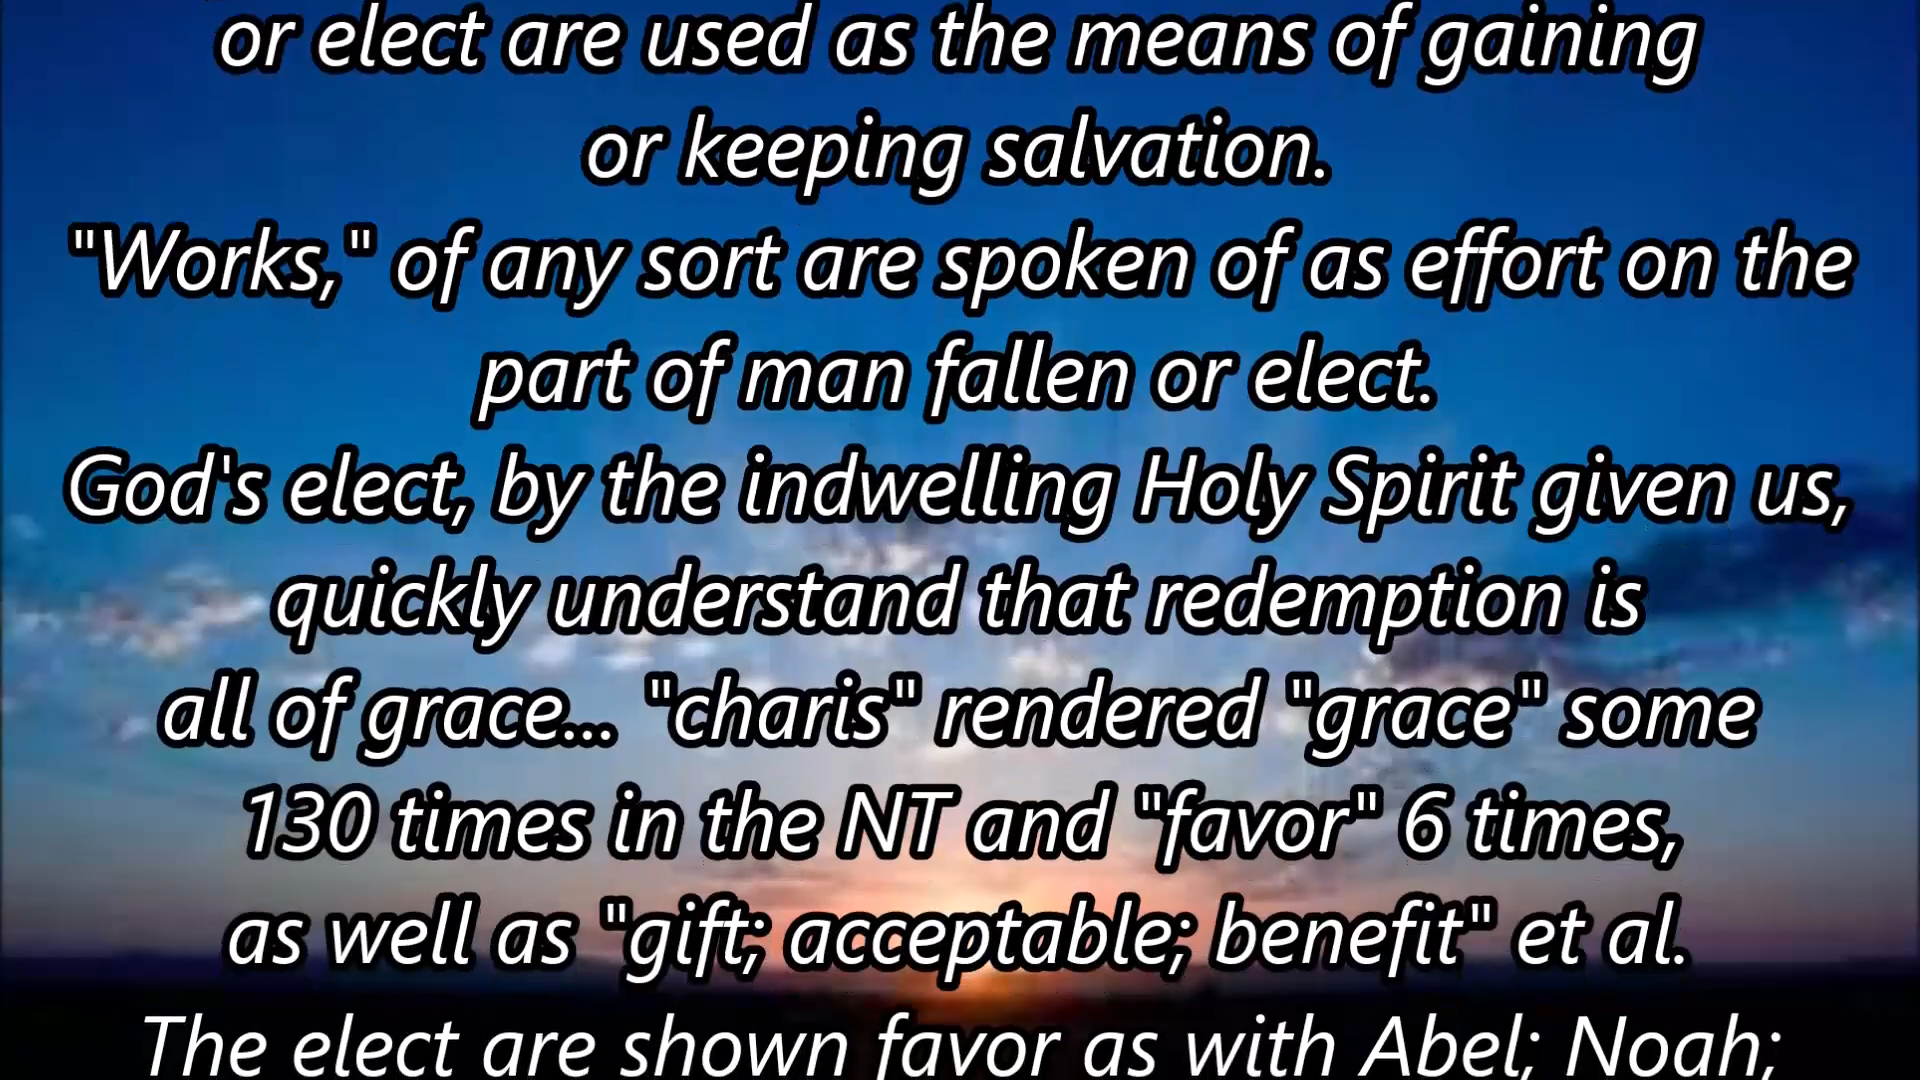 or elect are used as the means of gaining
or keeping salvation.
"Works," of any sort are spoken of as effort on the
part of man fallen or elect.
God's elect, by the indwelling Holy Spirit given us,
quickly understand that redemption is
all of grace... "charis" rendered "grace" some
130 times in the NT and "favor" 6 times,
as well as "gift; acceptable; benefit" et al.
The elect are shown favor as with Abel; Noah;